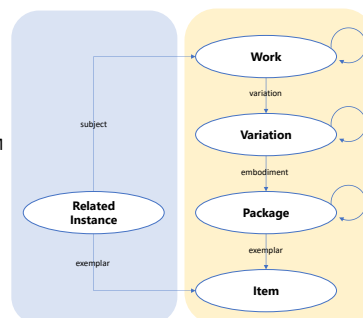 Work
variation
subject
Variation
embodiment
Related
Instance
Package
exemplar
exemplar
Item